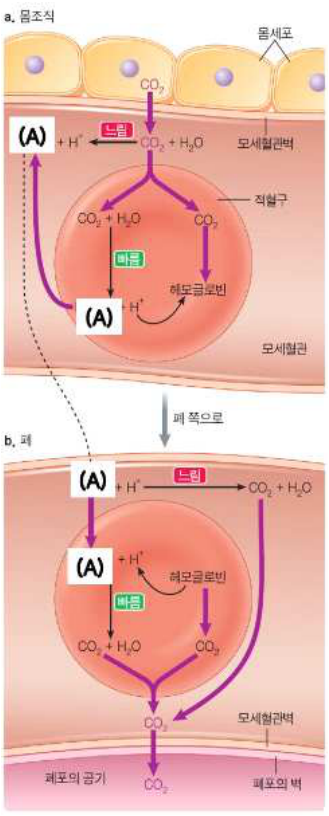 a. 몸조직
몸세포
CO₂
(A) + H⁺ 느림 CO₂ + H₂O
모세혈관벽
적혈구
CO₂ + H₂O CO₂
빠름
헤모글로빈
(A) + H⁺
모세혈관
폐 쪽으로
b. 폐
(A) + H⁺ 느림 CO₂ + H₂O
(A) + H⁺
헤모글로빈
빠름
CO₂ + H₂O CO₂
CO₂
모세혈관벽
폐포의 공기 CO₂ 폐포의 벽